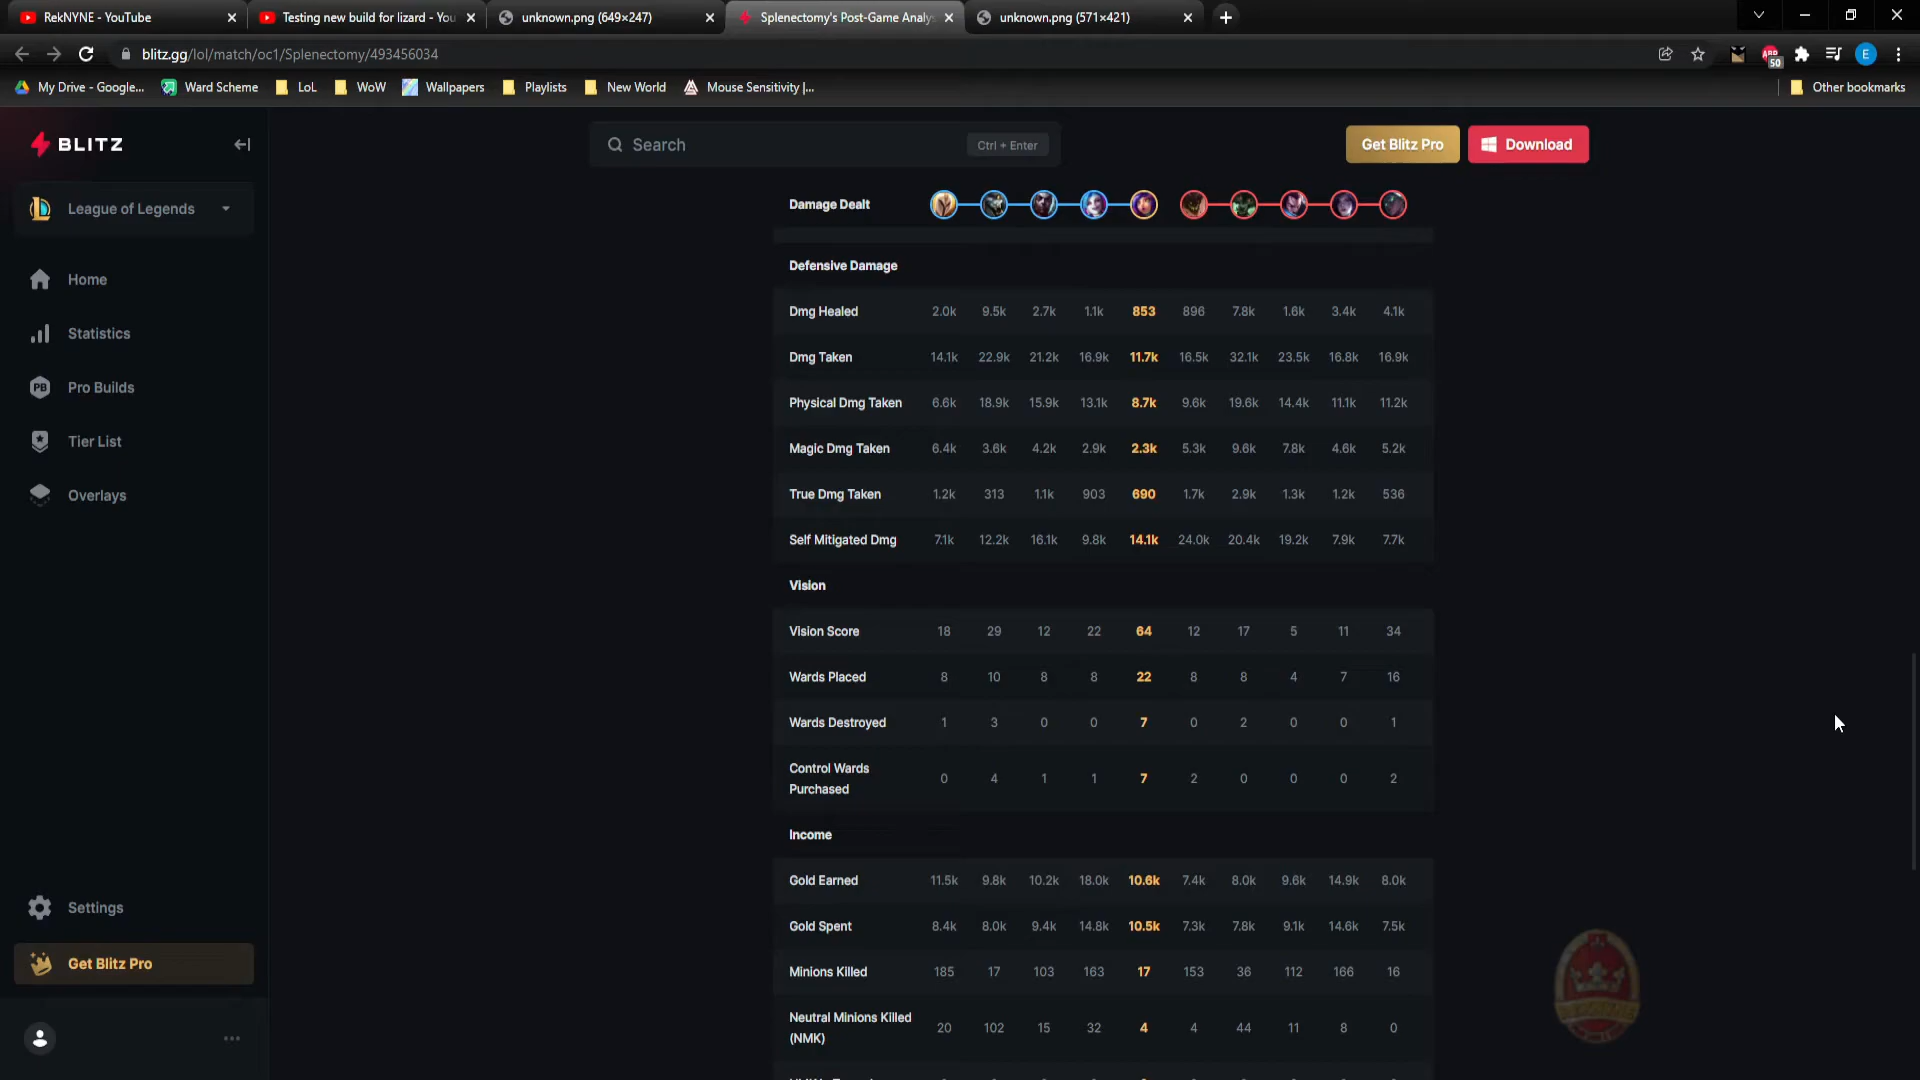 RekNYNE - YouTube
Testing new build for lizard - You
unknown.png (649×247)
Splenectomy's Post-Game Analys
unknown.png (571×421)
blitz.gg/lol/match/oc1/Splenectomy/493456034
50
E
My Drive - Google...
Ward Scheme
LoL
WoW
Wallpapers
Playlists
New World
Mouse Sensitivity |...
Other bookmarks
BLITZ
Search
Ctrl + Enter
Get Blitz Pro
Download
League of Legends
Home
Statistics
PB Pro Builds
Tier List
Overlays
Settings
Get Blitz Pro
Damage Dealt
Defensive Damage
Dmg Healed 2.0k 9.5k 2.7k 1.1k 853 896 7.8k 1.6k 3.4k 4.1k
Dmg Taken 14.1k 22.9k 21.2k 16.9k 11.7k 16.5k 32.1k 23.5k 16.8k 16.9k
Physical Dmg Taken 6.6k 18.9k 15.9k 13.1k 8.7k 9.6k 19.6k 14.4k 11.1k 11.2k
Magic Dmg Taken 6.4k 3.6k 4.2k 2.9k 2.3k 5.3k 9.6k 7.8k 4.6k 5.2k
True Dmg Taken 1.2k 313 1.1k 903 690 1.7k 2.9k 1.3k 1.2k 536
Self Mitigated Dmg 7.1k 12.2k 16.1k 9.8k 14.1k 24.0k 20.4k 19.2k 7.9k 7.7k
Vision
Vision Score 18 29 12 22 64 12 17 5 11 34
Wards Placed 8 10 8 8 22 8 8 4 7 16
Wards Destroyed 1 3 0 0 7 0 2 0 0 1
Control Wards
Purchased 0 4 1 1 7 2 0 0 0 2
Income
Gold Earned 11.5k 9.8k 10.2k 18.0k 10.6k 7.4k 8.0k 9.6k 14.9k 8.0k
Gold Spent 8.4k 8.0k 9.4k 14.8k 10.5k 7.3k 7.8k 9.1k 14.6k 7.5k
Minions Killed 185 17 103 163 17 153 36 112 166 16
Neutral Minions Killed
(NMK) 20 102 15 32 4 4 44 11 8 0